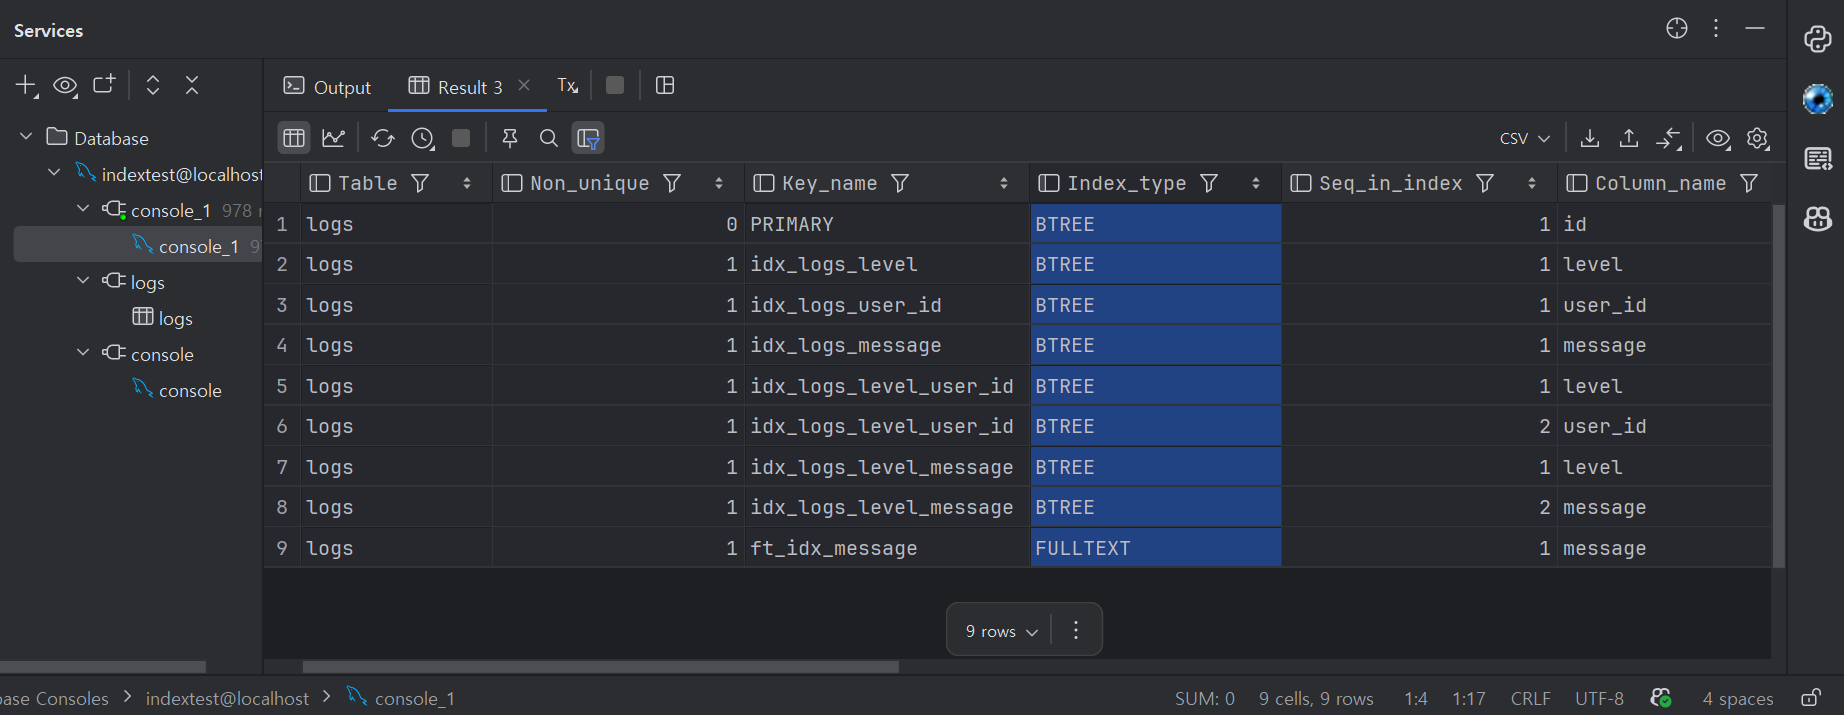 Services
Output
Result 3
Tx
Database
indextest@localhost
console_1 978
console_1 9
logs
logs
console
console
CSV
Table Non_unique Key_name Index_type Seq_in_index Column_name
1 logs 0 PRIMARY BTREE 1 id
2 logs 1 idx_logs_level BTREE 1 level
3 logs 1 idx_logs_user_id BTREE 1 user_id
4 logs 1 idx_logs_message BTREE 1 message
5 logs 1 idx_logs_level_user_id BTREE 1 level
6 logs 1 idx_logs_level_user_id BTREE 2 user_id
7 logs 1 idx_logs_level_message BTREE 1 level
8 logs 1 idx_logs_level_message BTREE 2 message
9 logs 1 ft_idx_message FULLTEXT 1 message
9 rows
ase Consoles > indextest@localhost > console_1
SUM: 0 9 cells, 9 rows 1:4 1:17 CRLF UTF-8 4 spaces